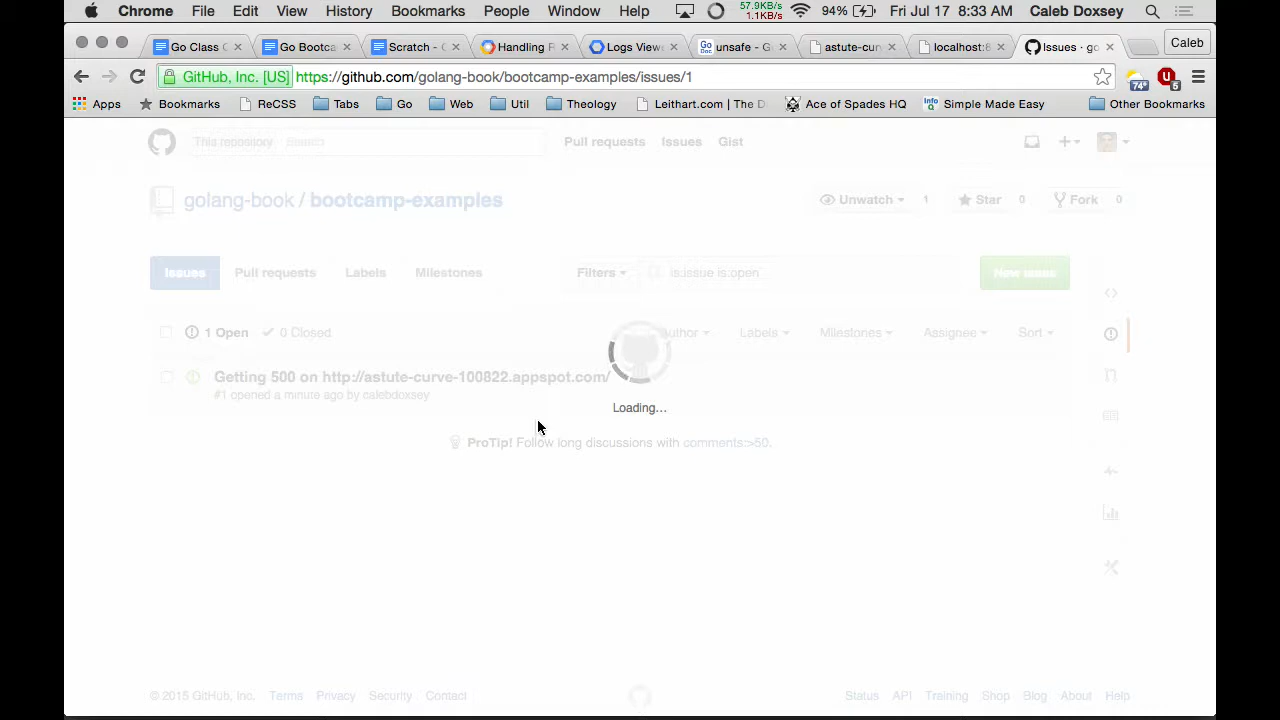 Chrome File Edit View History Bookmarks People Window Help 57.9KB/s 1.1KB/s 94% Fri Jul 17 8:33 AM Caleb Doxsey
Go Class Go Bootca Scratch - Handling Logs View unsafe - G astute-curv localhost:8 Issues · go Caleb
GitHub, Inc. [US] https://github.com/golang-book/bootcamp-examples/issues/1 74° 5
Apps Bookmarks ReCSS Tabs Go Web Util Theology Leithart.com | The D Ace of Spades HQ Simple Made Easy Other Bookmarks
This repository Search Pull requests Issues Gist
golang-book / bootcamp-examples Unwatch 1 Star 0 Fork 0
Issues Pull requests Labels Milestones Filters is:issue is:open New issue
1 Open 0 Closed Author Labels Milestones Assignee Sort
Getting 500 on http://astute-curve-100822.appspot.com/
#1 opened a minute ago by calebdoxsey
Loading...
ProTip! Follow long discussions with comments:>50.
© 2015 GitHub, Inc. Terms Privacy Security Contact Status API Training Shop Blog About Help